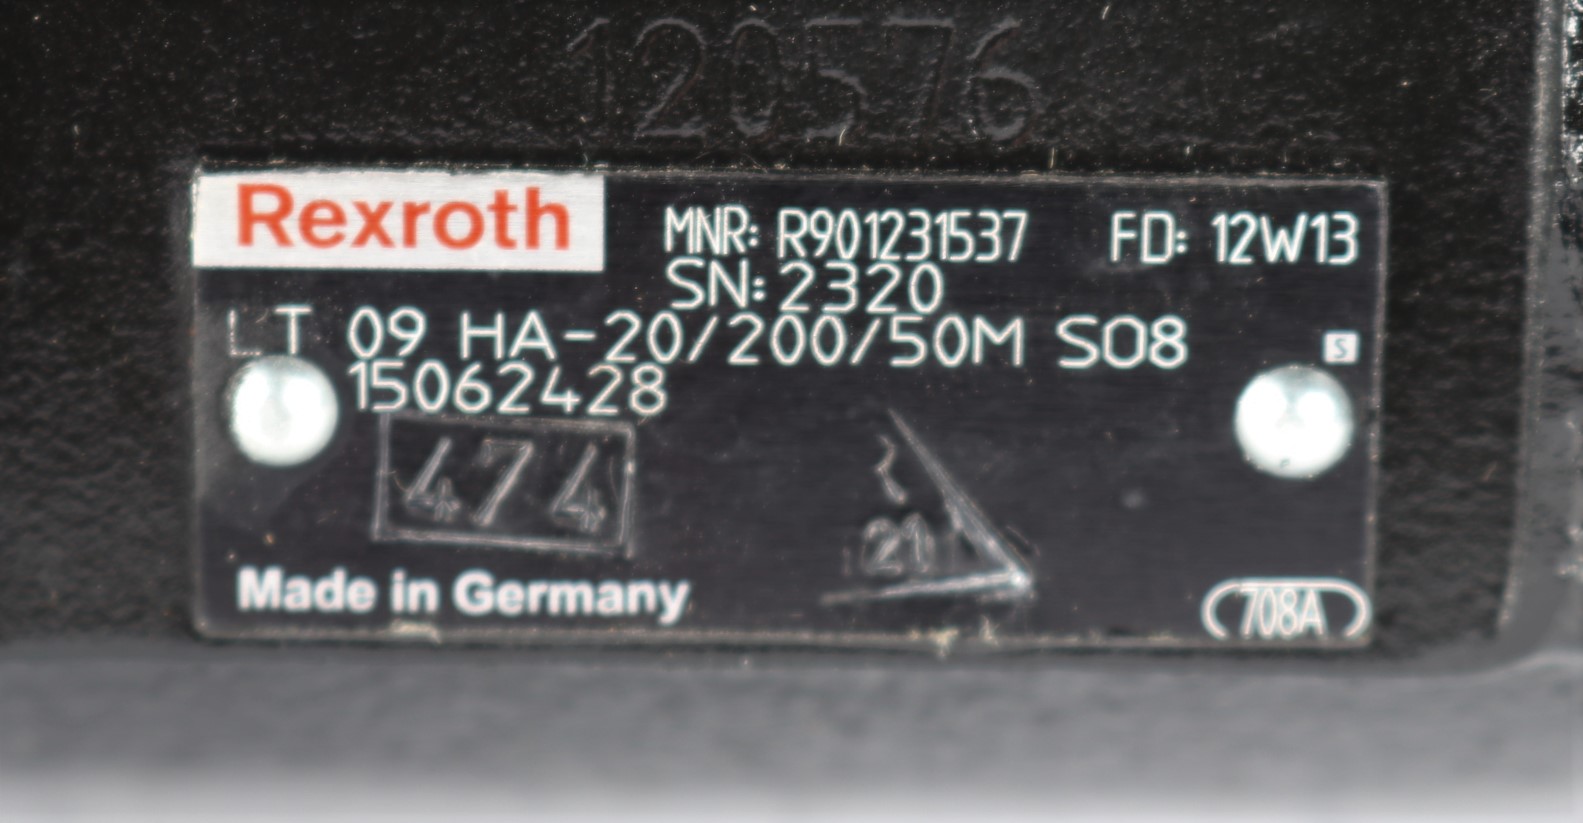 120576
Rexroth
MNR: R901231537 FD: 12W13
SN: 2320
LT 09 HA-20/200/50M SO8
S
15062428
474
21
Made in Germany
708A